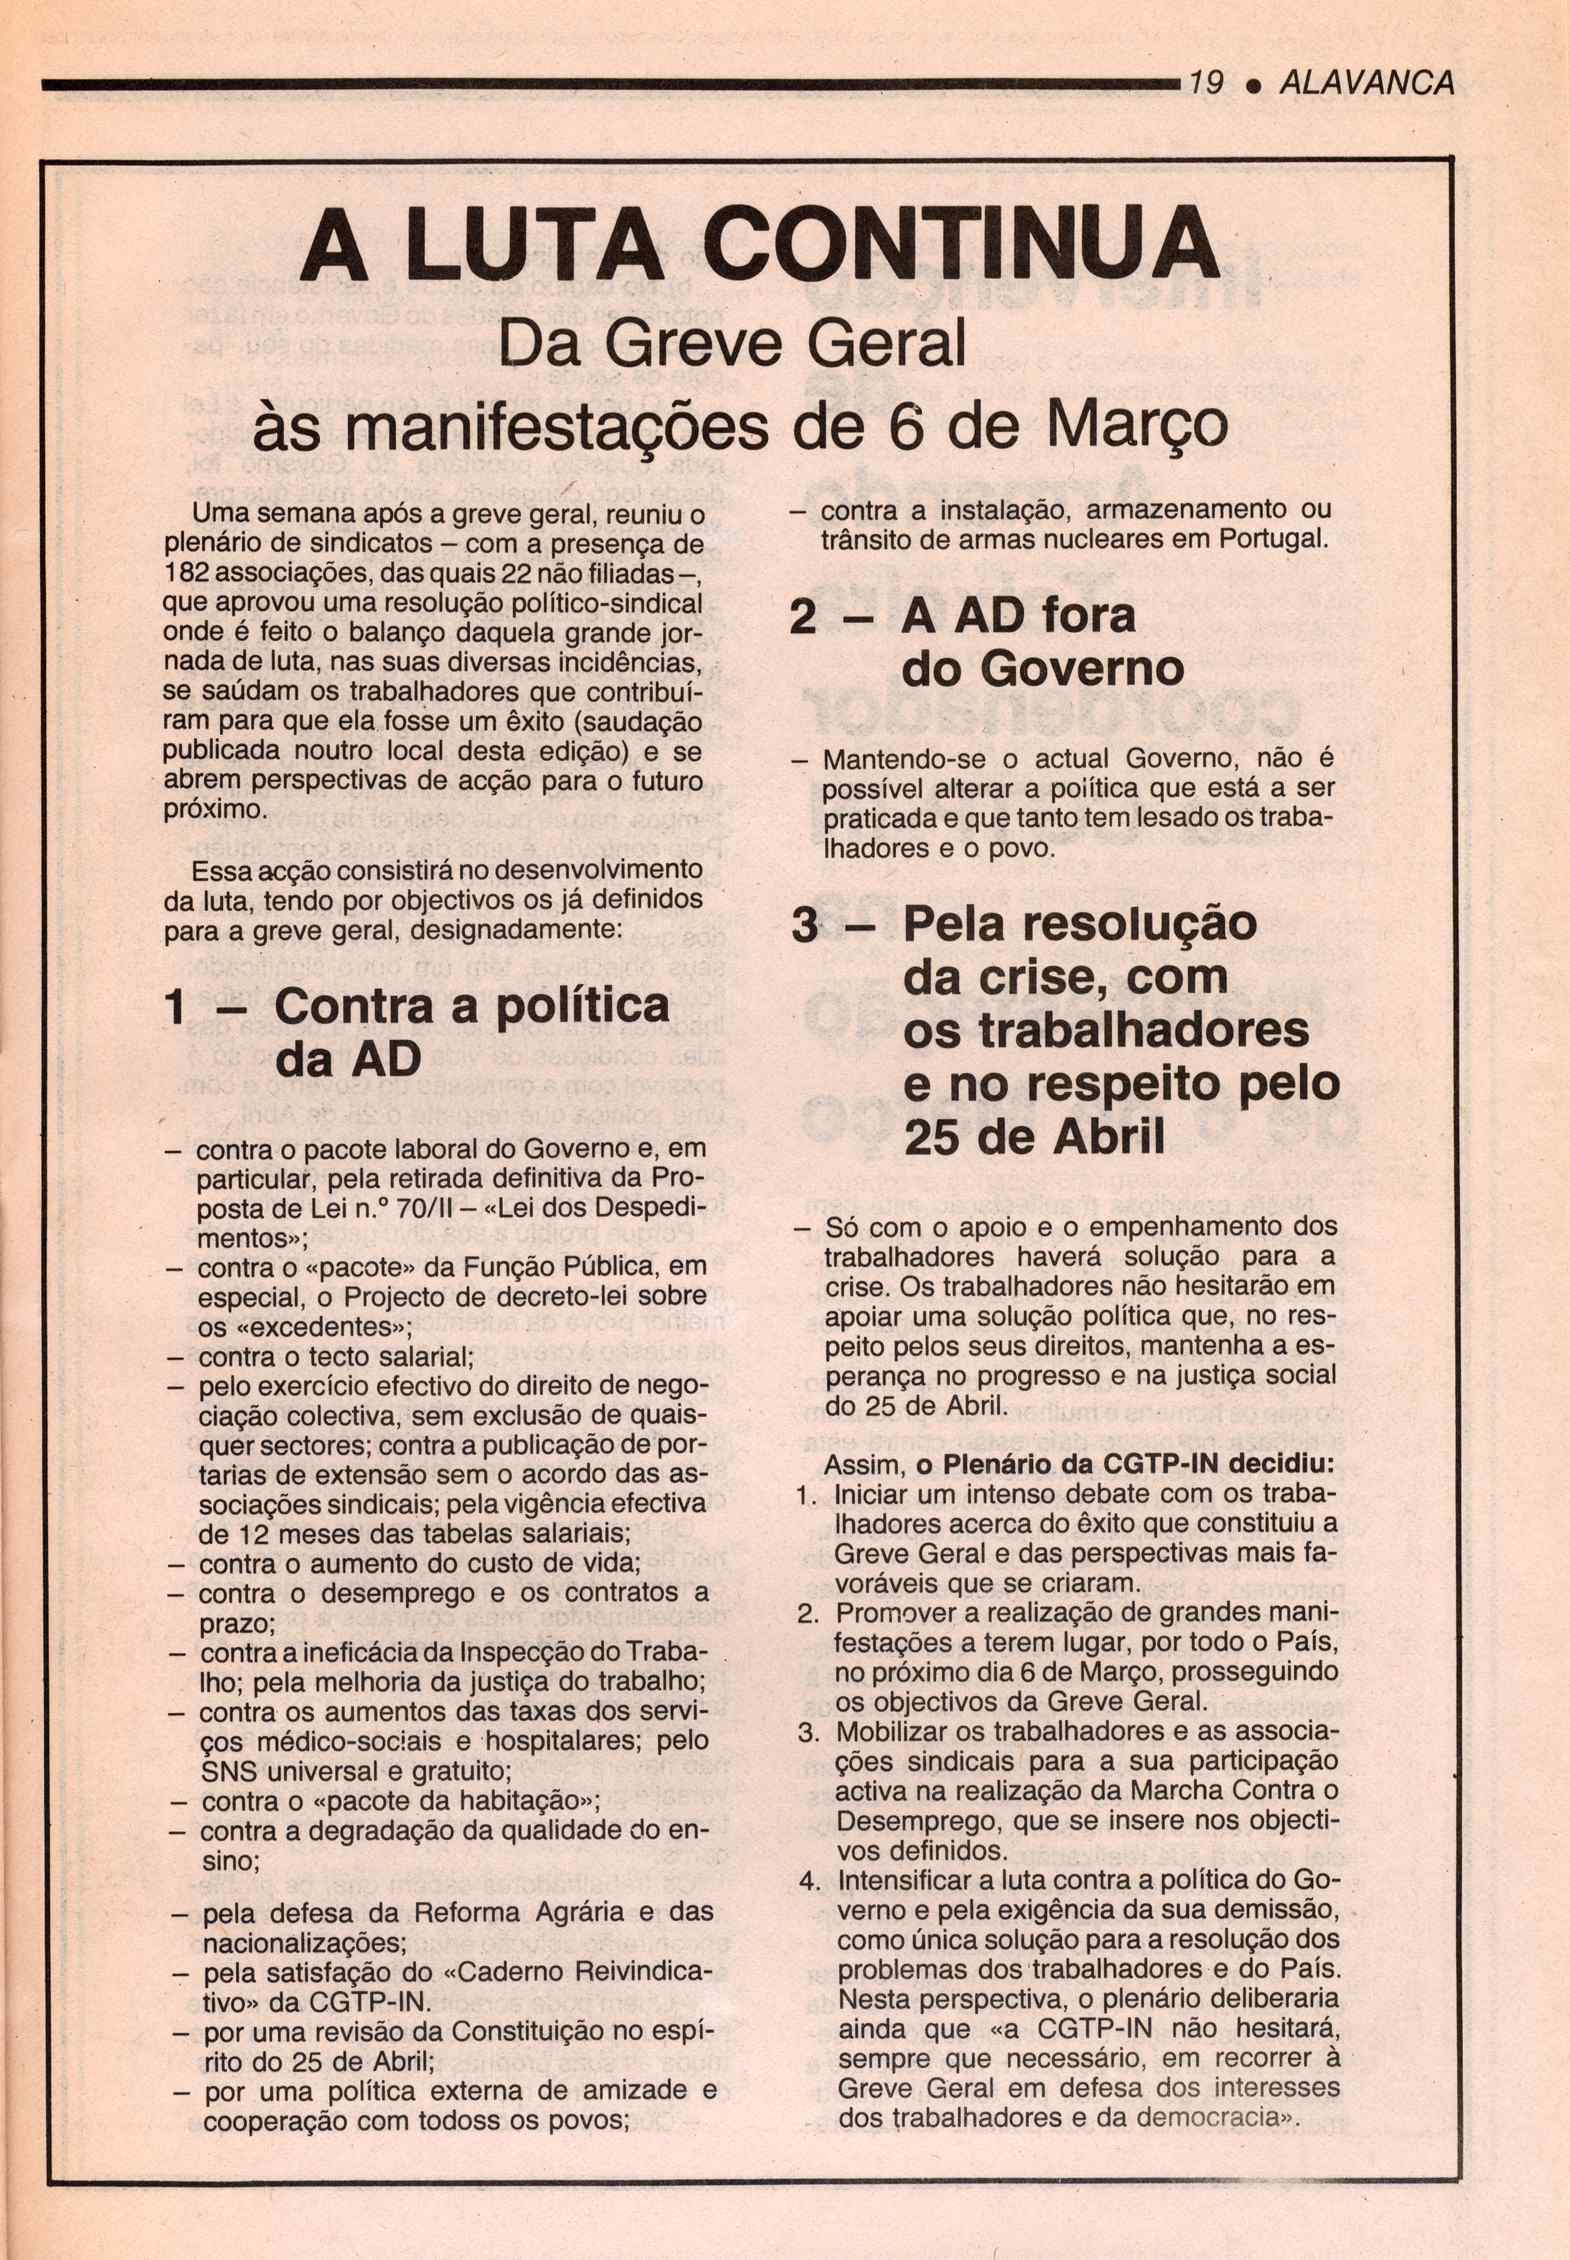 19 • ALAVANCA
A LUTA CONTINUA
Da Greve Geral
às manifestações de 6 de Março
Uma semana após a greve geral, reuniu o
plenário de sindicatos – com a presença de
182 associações, das quais 22 não filiadas –,
que aprovou uma resolução político-sindical
onde é feito o balanço daquela grande jor-
nada de luta, nas suas diversas incidências,
se saúdam os trabalhadores que contribuí-
ram para que ela fosse um êxito (saudação
publicada noutro local desta edição) e se
abrem perspectivas de acção para o futuro
próximo.
Essa acção consistirá no desenvolvimento
da luta, tendo por objectivos os já definidos
para a greve geral, designadamente:
1 – Contra a política
da AD
– contra o pacote laboral do Governo e, em
particular, pela retirada definitiva da Pro-
posta de Lei n.º 70/II – «Lei dos Despedi-
mentos»;
– contra o «pacote» da Função Pública, em
especial, o Projecto de decreto-lei sobre
os «excedentes»;
– contra o tecto salarial;
– pelo exercício efectivo do direito de nego-
ciação colectiva, sem exclusão de quais-
quer sectores; contra a publicação de por-
tarias de extensão sem o acordo das as-
sociações sindicais; pela vigência efectiva
de 12 meses das tabelas salariais;
– contra o aumento do custo de vida;
– contra o desemprego e os contratos a
prazo;
– contra a ineficácia da Inspecção do Traba-
lho; pela melhoria da justiça do trabalho;
– contra os aumentos das taxas dos servi-
ços médico-sociais e hospitalares; pelo
SNS universal e gratuito;
– contra o «pacote da habitação»;
– contra a degradação da qualidade do en-
sino;
– pela defesa da Reforma Agrária e das
nacionalizações;
– pela satisfação do «Caderno Reivindica-
tivo» da CGTP-IN.
– por uma revisão da Constituição no espí-
rito do 25 de Abril;
– por uma política externa de amizade e
cooperação com todoss os povos;
– contra a instalação, armazenamento ou
trânsito de armas nucleares em Portugal.
2 – A AD fora
do Governo
– Mantendo-se o actual Governo, não é
possível alterar a política que está a ser
praticada e que tanto tem lesado os traba-
lhadores e o povo.
3 – Pela resolução
da crise, com
os trabalhadores
e no respeito pelo
25 de Abril
– Só com o apoio e o empenhamento dos
trabalhadores haverá solução para a
crise. Os trabalhadores não hesitarão em
apoiar uma solução política que, no res-
peito pelos seus direitos, mantenha a es-
perança no progresso e na justiça social
do 25 de Abril.
Assim, o Plenário da CGTP-IN decidiu:
1. Iniciar um intenso debate com os traba-
lhadores acerca do êxito que constituiu a
Greve Geral e das perspectivas mais fa-
voráveis que se criaram.
2. Promover a realização de grandes mani-
festações a terem lugar, por todo o País,
no próximo dia 6 de Março, prosseguindo
os objectivos da Greve Geral.
3. Mobilizar os trabalhadores e as associa-
ções sindicais para a sua participação
activa na realização da Marcha Contra o
Desemprego, que se insere nos objecti-
vos definidos.
4. Intensificar a luta contra a política do Go-
verno e pela exigência da sua demissão,
como única solução para a resolução dos
problemas dos trabalhadores e do País.
Nesta perspectiva, o plenário deliberaria
ainda que «a CGTP-IN não hesitará,
sempre que necessário, em recorrer à
Greve Geral em defesa dos interesses
dos trabalhadores e da democracia».